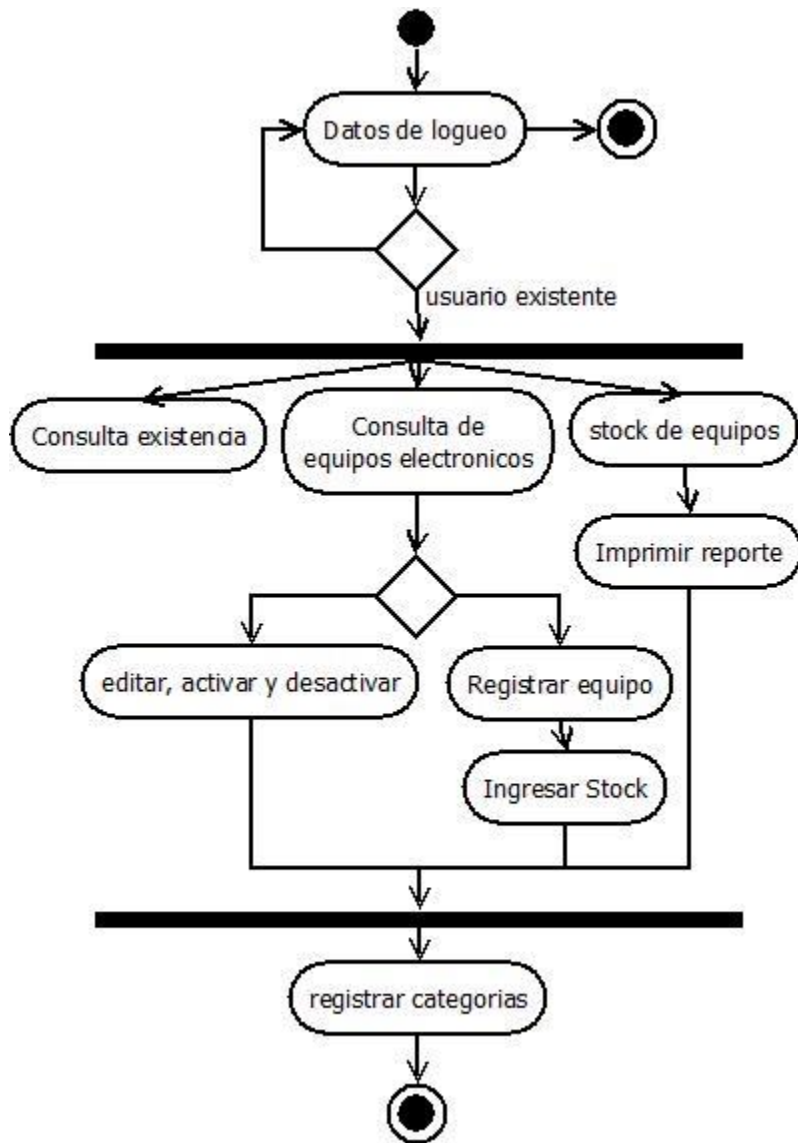 Datos de logueo
usuario existente
Consulta existencia
Consulta de
equipos electronicos
stock de equipos
Imprimir reporte
editar, activar y desactivar
Registrar equipo
Ingresar Stock
registrar categorias